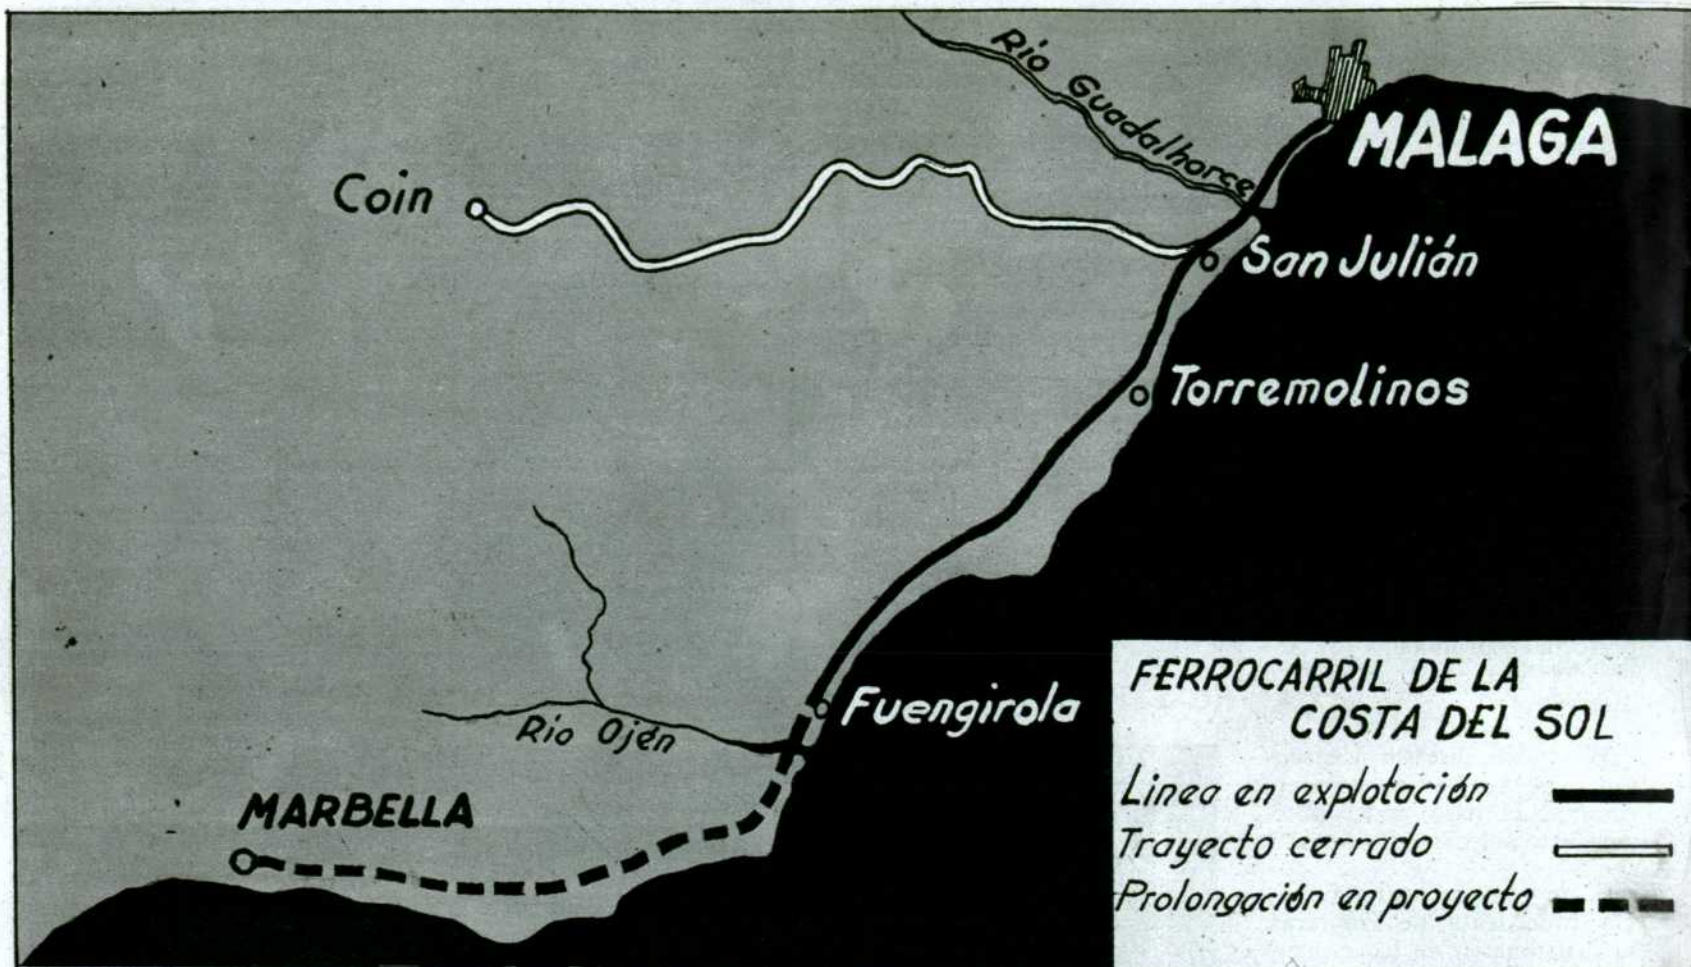 Río Guadalhorce
MALAGA
Coin
San Julián
Torremolinos
Fuengirola
Río Ojén
MARBELLA
FERROCARRIL DE LA
COSTA DEL SOL
Linea en explotación
Trayecto cerrado
Prolongación en proyecto